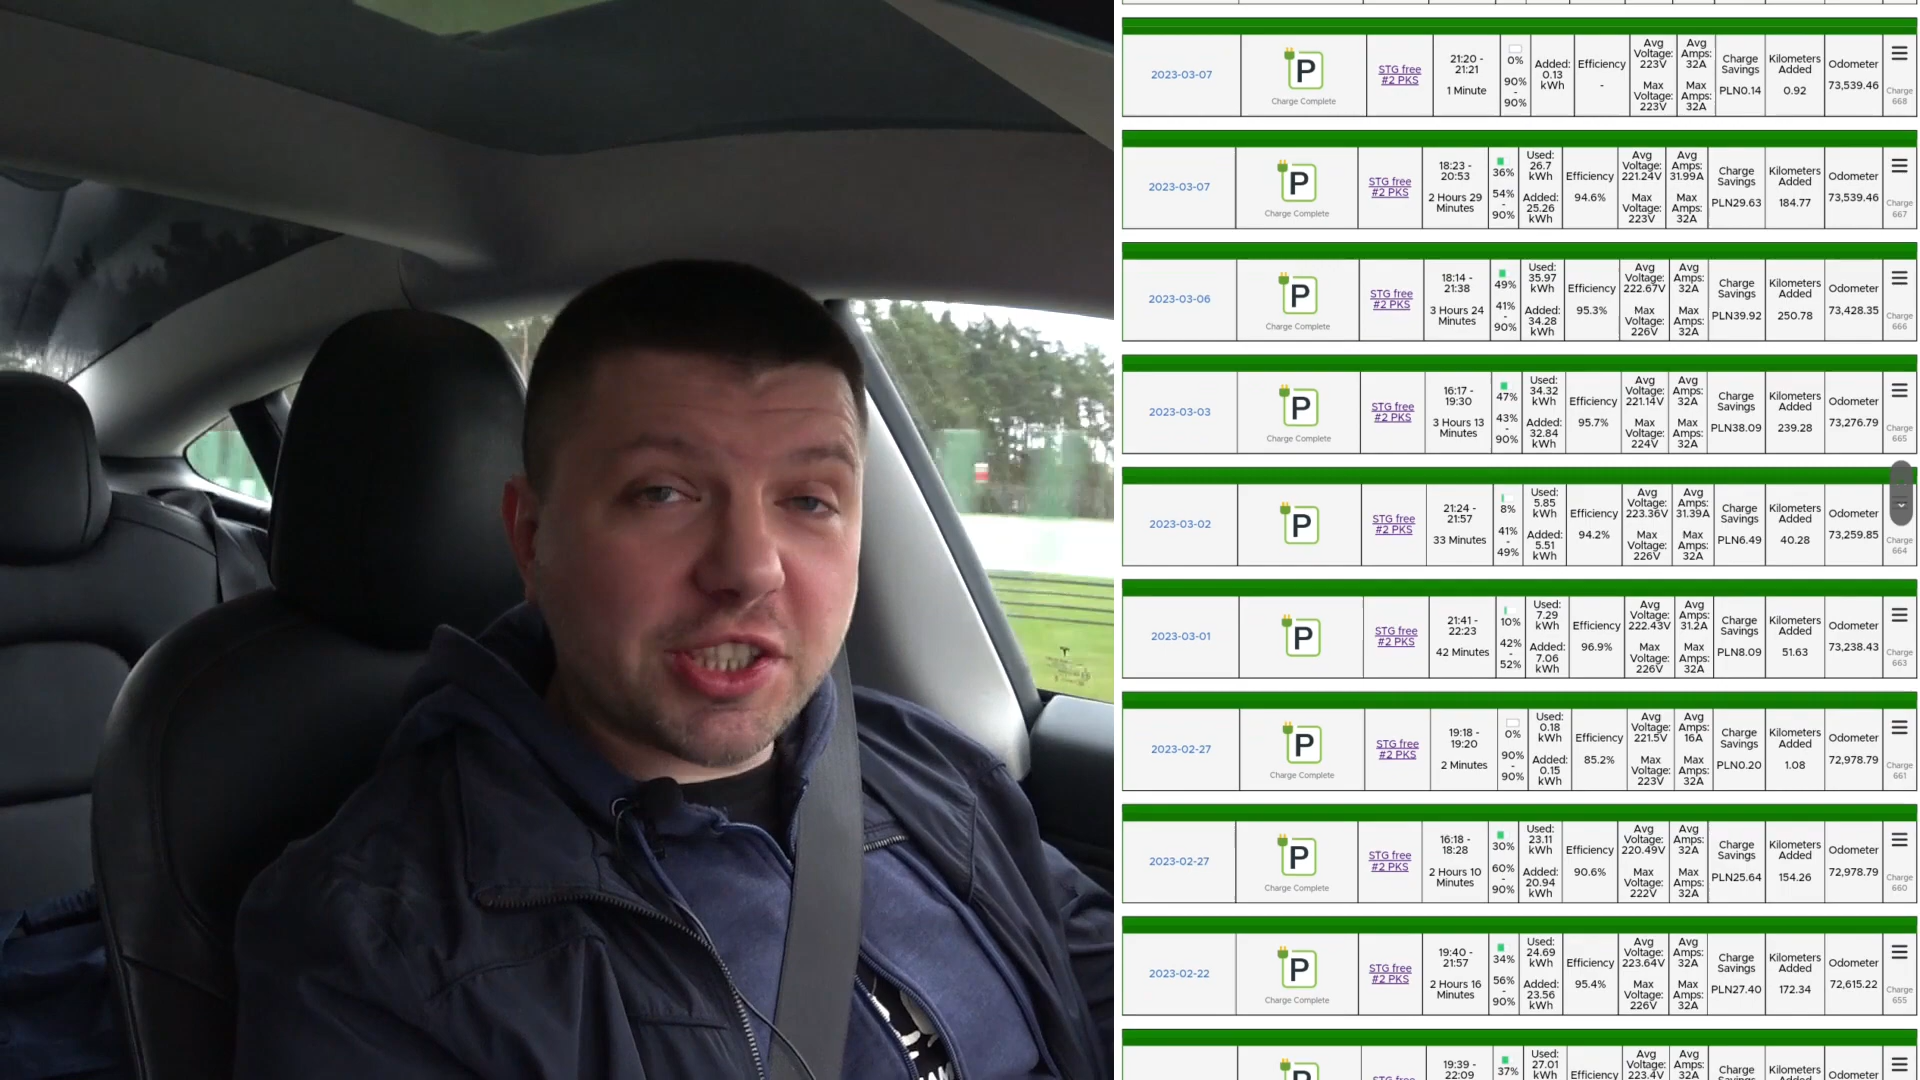 2023-03-07
P
Charge Complete
STG free
#2 PKS
21:20 -
21:21
1 Minute
0%
90%
-
90%
Added:
0.13
kWh
Efficiency
-
Avg
Voltage:
223V
Max
Voltage:
223V
Avg
Amps:
32A
Max
Amps:
32A
Charge
Savings
PLN0.14
Kilometers
Added
0.92
Odometer
73,539.46
Charge
668
2023-03-07
P
Charge Complete
STG free
#2 PKS
18:23 -
20:53
2 Hours 29
Minutes
36%
54%
-
90%
Used:
26.7
kWh
Added:
25.26
kWh
Efficiency
94.6%
Avg
Voltage:
221.24V
Max
Voltage:
223V
Avg
Amps:
31.99A
Max
Amps:
32A
Charge
Savings
PLN29.63
Kilometers
Added
184.77
Odometer
73,539.46
Charge
667
2023-03-06
P
Charge Complete
STG free
#2 PKS
18:14 -
21:38
3 Hours 24
Minutes
49%
41%
-
90%
Used:
35.97
kWh
Added:
34.28
kWh
Efficiency
95.3%
Avg
Voltage:
222.67V
Max
Voltage:
226V
Avg
Amps:
32A
Max
Amps:
32A
Charge
Savings
PLN39.92
Kilometers
Added
250.78
Odometer
73,428.35
Charge
666
2023-03-03
P
Charge Complete
STG free
#2 PKS
16:17 -
19:30
3 Hours 13
Minutes
47%
43%
-
90%
Used:
34.32
kWh
Added:
32.84
kWh
Efficiency
95.7%
Avg
Voltage:
221.14V
Max
Voltage:
224V
Avg
Amps:
32A
Max
Amps:
32A
Charge
Savings
PLN38.09
Kilometers
Added
239.28
Odometer
73,276.79
Charge
665
2023-03-02
P
STG free
#2 PKS
21:24 -
21:57
33 Minutes
8%
41%
-
49%
Used:
5.85
kWh
Added:
5.51
kWh
Efficiency
94.2%
Avg
Voltage:
223.36V
Max
Voltage:
226V
Avg
Amps:
31.39A
Max
Amps:
32A
Charge
Savings
PLN6.49
Kilometers
Added
40.28
Odometer
73,259.85
Charge
664
2023-03-01
P
STG free
#2 PKS
21:41 -
22:23
42 Minutes
10%
42%
-
52%
Used:
7.29
kWh
Added:
7.06
kWh
Efficiency
96.9%
Avg
Voltage:
222.43V
Max
Voltage:
226V
Avg
Amps:
31.2A
Max
Amps:
32A
Charge
Savings
PLN8.09
Kilometers
Added
51.63
Odometer
73,238.43
Charge
663
2023-02-27
P
Charge Complete
STG free
#2 PKS
19:18 -
19:20
2 Minutes
0%
90%
-
90%
Used:
0.18
kWh
Added:
0.15
kWh
Efficiency
85.2%
Avg
Voltage:
221.5V
Max
Voltage:
223V
Avg
Amps:
16A
Max
Amps:
32A
Charge
Savings
PLN0.20
Kilometers
Added
1.08
Odometer
72,978.79
Charge
661
2023-02-27
P
Charge Complete
STG free
#2 PKS
16:18 -
18:28
2 Hours 10
Minutes
30%
60%
-
90%
Used:
23.11
kWh
Added:
20.94
kWh
Efficiency
90.6%
Avg
Voltage:
220.49V
Max
Voltage:
222V
Avg
Amps:
32A
Max
Amps:
32A
Charge
Savings
PLN25.64
Kilometers
Added
154.26
Odometer
72,978.79
Charge
660
2023-02-22
P
Charge Complete
STG free
#2 PKS
19:40 -
21:57
2 Hours 16
Minutes
34%
56%
-
90%
Used:
24.69
kWh
Added:
23.56
kWh
Efficiency
95.4%
Avg
Voltage:
223.64V
Max
Voltage:
226V
Avg
Amps:
32A
Max
Amps:
32A
Charge
Savings
PLN27.40
Kilometers
Added
172.34
Odometer
72,615.22
Charge
655
P
STG free
19:39 -
22:09
37%
Used:
27.01
kWh
Efficiency
Avg
Voltage:
223.4V
Avg
Amps:
32A
Charge
Savings
Kilometers
Added
Odometer
Charge